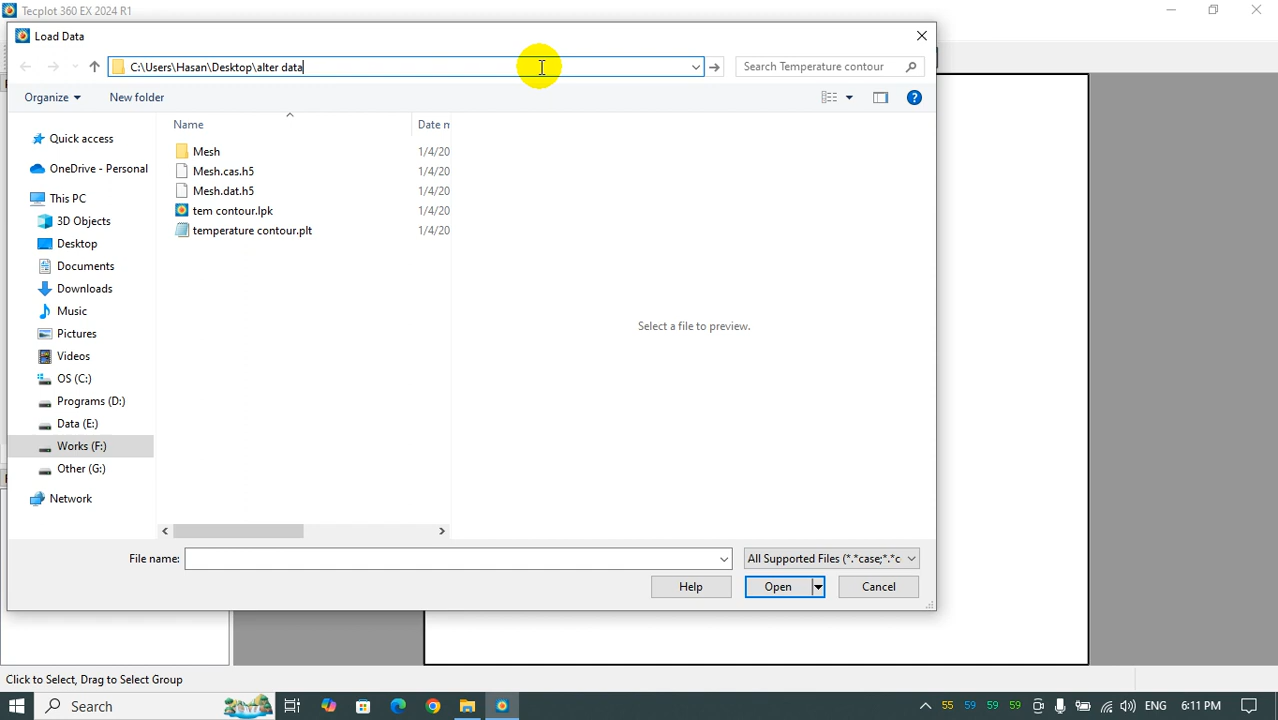 Tecplot 360 EX 2024 R1
Load Data
C:\Users\Hasan\Desktop\alter data
Search Temperature contour
Organize
New folder
Name
Date n
Quick access
OneDrive - Personal
This PC
3D Objects
Desktop
Documents
Downloads
Music
Pictures
Videos
OS (C:)
Programs (D:)
Data (E:)
Works (F:)
Other (G:)
Network
Mesh 1/4/20
Mesh.cas.h5 1/4/20
Mesh.dat.h5 1/4/20
tem contour.lpk 1/4/20
temperature contour.plt 1/4/20
Select a file to preview.
File name:
All Supported Files (*.*case;*.*c
Help
Open
Cancel
Click to Select, Drag to Select Group
Search
55 59 59 59
ENG
6:11 PM